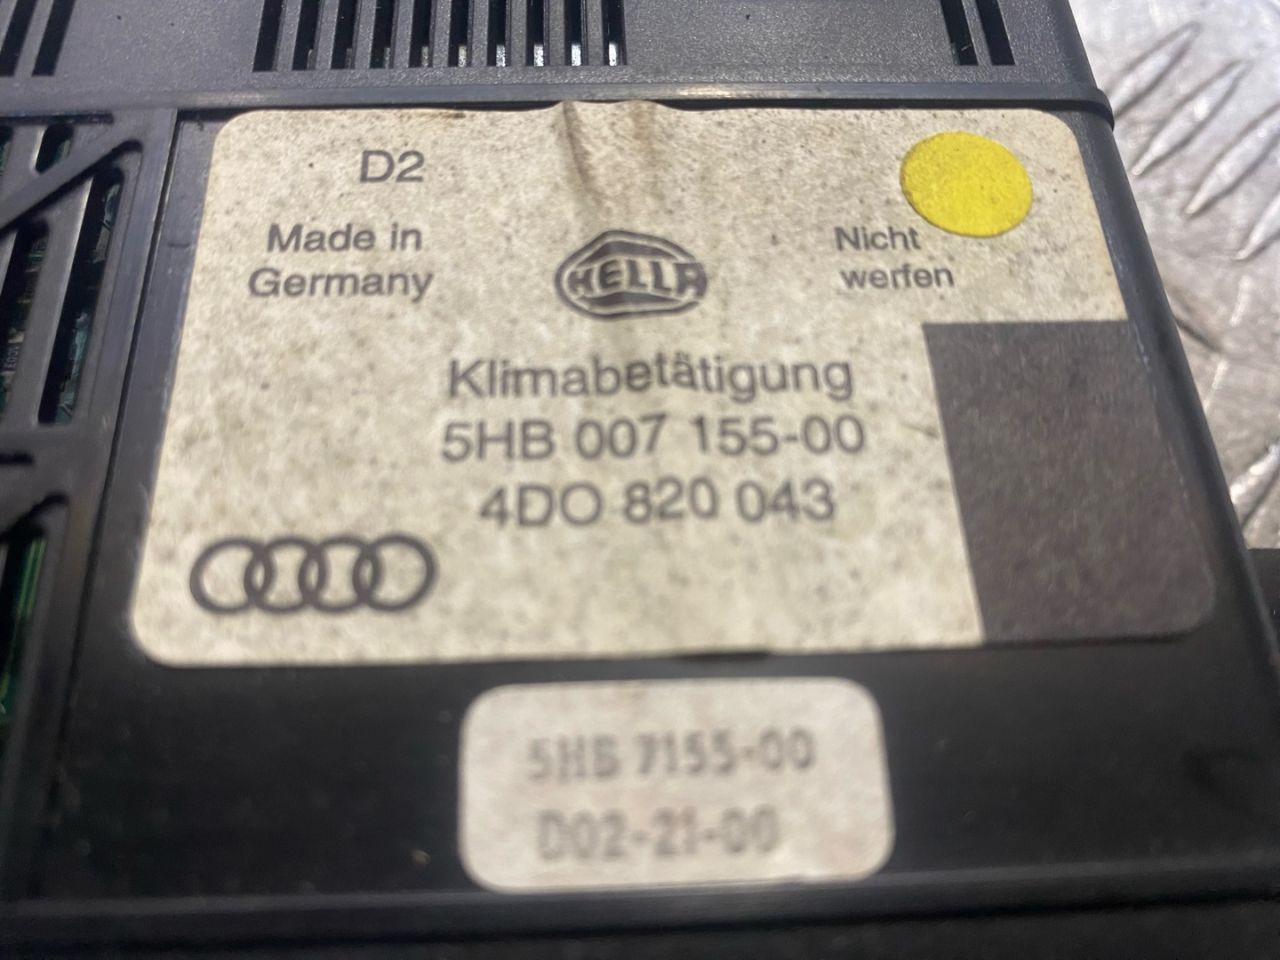 D2
Made in
Germany
HELLA
Nicht
werfen
Klimabetätigung
5HB 007 155-00
4DO 820 043
5HB 7155-00
D02-21-00